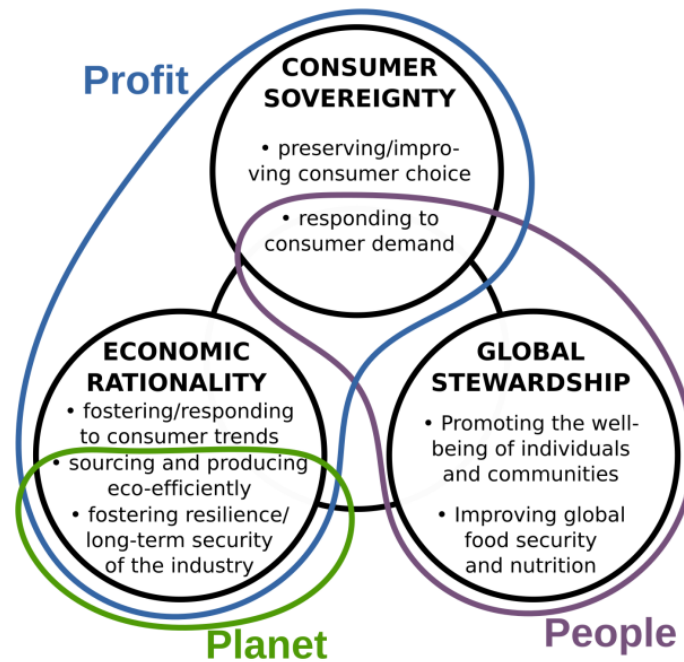 Profit
CONSUMER
SOVEREIGNTY
• preserving/impro-
ving consumer choice
• responding to
consumer demand
ECONOMIC
RATIONALITY
• fostering/responding
to consumer trends
• sourcing and producing
eco-efficiently
• fostering resilience/
long-term security
of the industry
GLOBAL
STEWARDSHIP
• Promoting the well-
being of individuals
and communities
• Improving global
food security
and nutrition
Planet
People